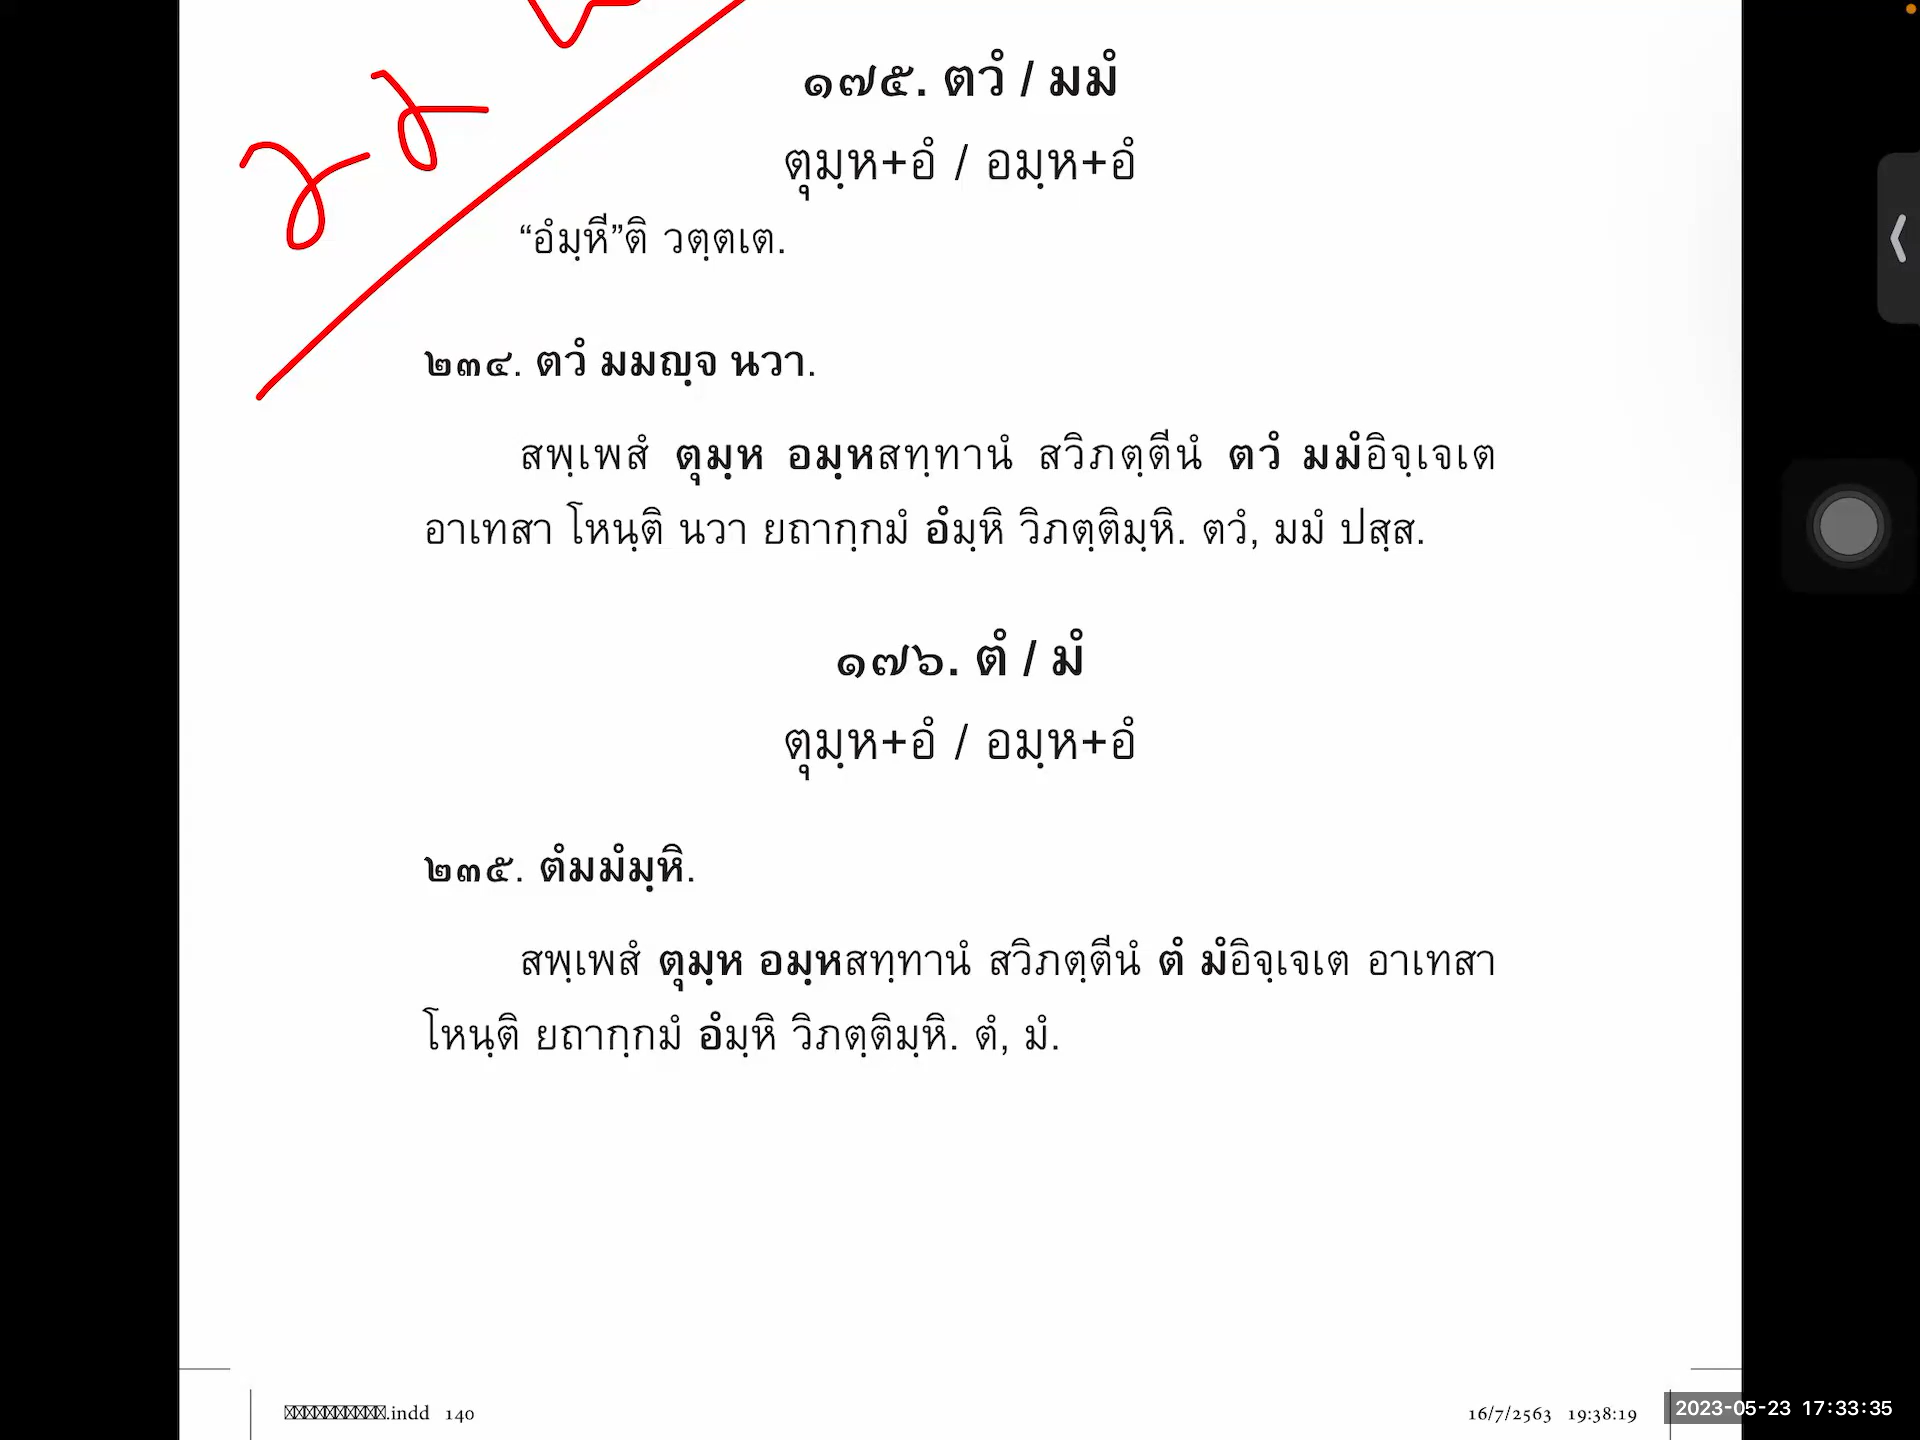 ๑๗๕. ตวํ / มมํ
ตุมฺห+อํ / อมฺห+อํ
“อํมฺหี”ติ วตฺตเต.
๒๓๔. ตวํ มมญฺจ นวา.
สพฺเพสํ ตุมฺห อมฺหสทฺทานํ สวิภตฺตีนํ ตวํ มมํอิจฺเจเต
อาเทสา โหนฺติ นวา ยถากฺกมํ อํมฺหิ วิภตฺติมฺหิ. ตวํ, มมํ ปสฺส.
๑๗๖. ตํ / มํ
ตุมฺห+อํ / อมฺห+อํ
๒๓๕. ตํมมํมฺหิ.
สพฺเพสํ ตุมฺห อมฺหสทฺทานํ สวิภตฺตีนํ ตํ มํอิจฺเจเต อาเทสา
โหนฺติ ยถากฺกมํ อํมฺหิ วิภตฺติมฺหิ. ตํ, มํ.
.indd 140
16/7/2563 19:38:19
2023-05-23 17:33:35